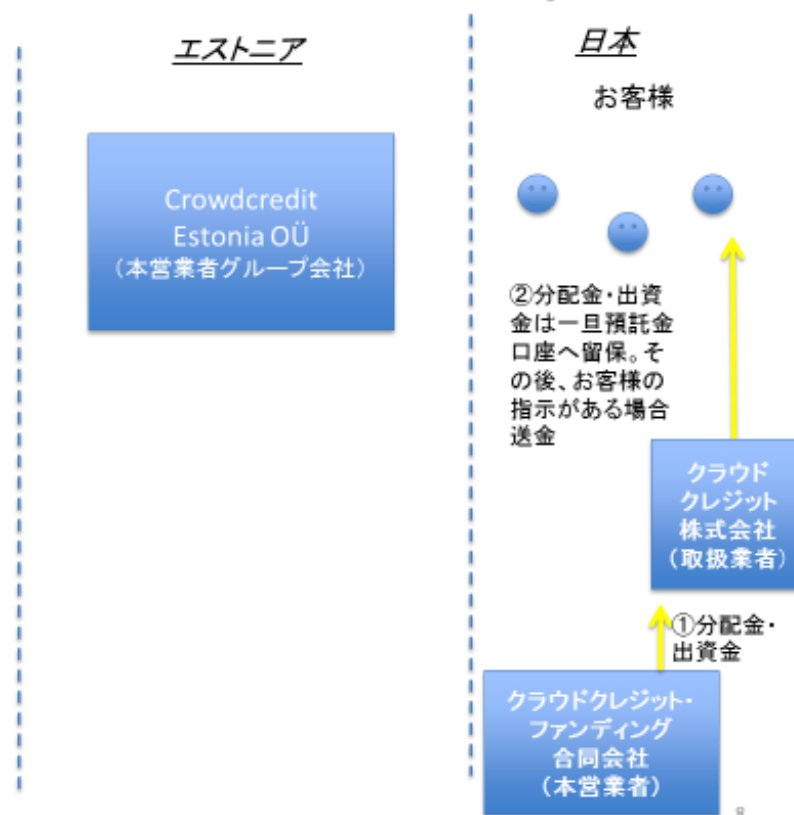 エストニア
日本
お客様
Crowdcredit
Estonia OÜ
（本営業者グループ会社）
②分配金・出資
金は一旦預託金
口座へ留保。そ
の後、お客様の
指示がある場合
送金
クラウド
クレジット
株式会社
（取扱業者）
①分配金・
出資金
クラウドクレジット・
ファンディング
合同会社
（本営業者）